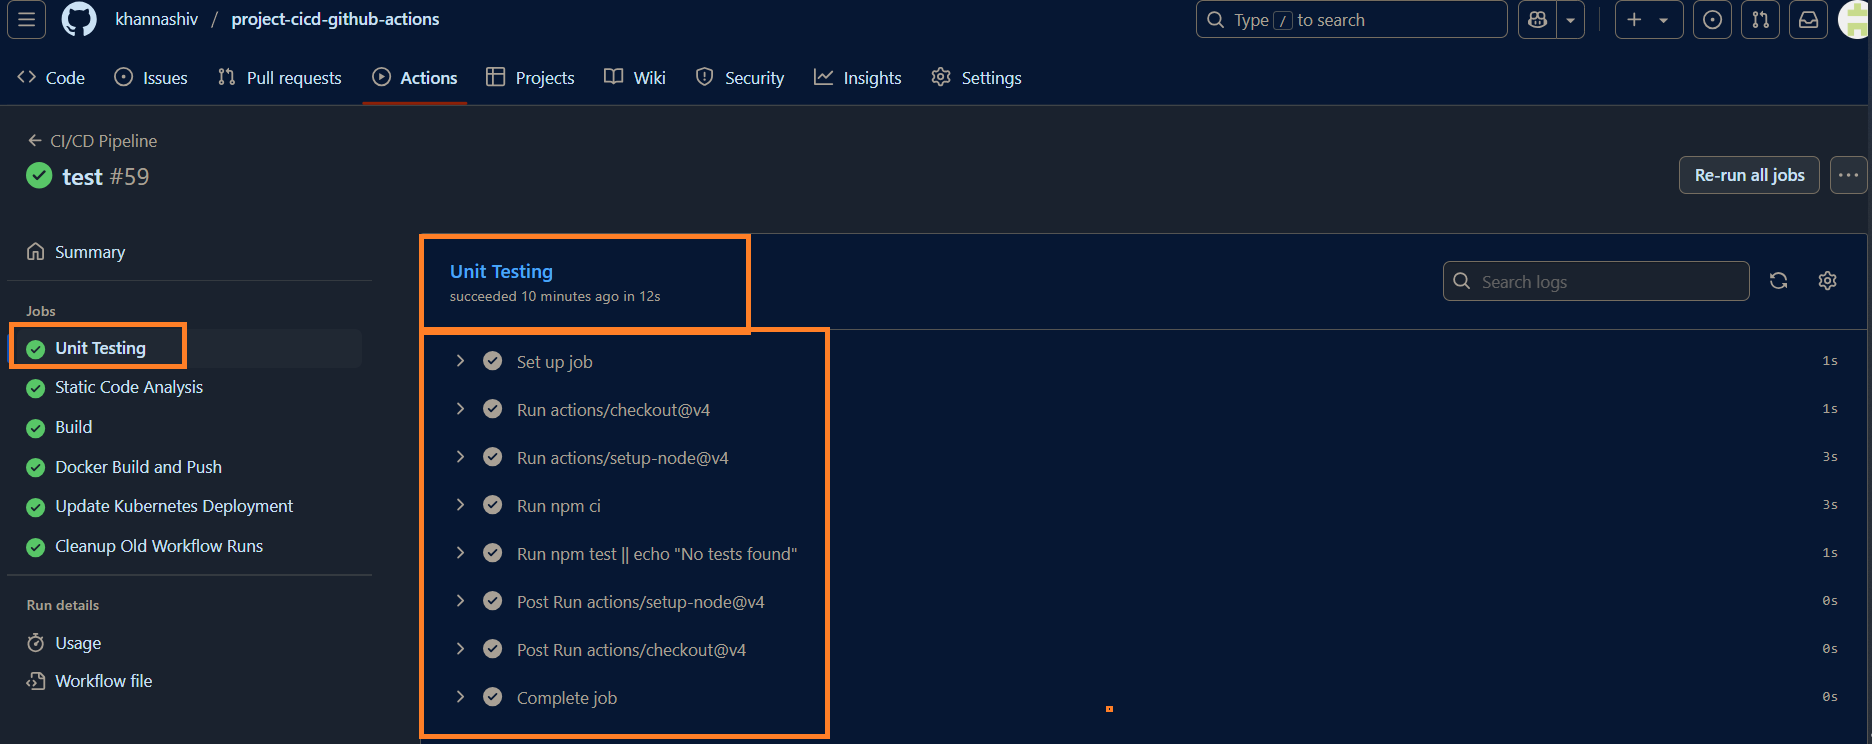 khannashiv / project-cicd-github-actions
Type / to search
Code Issues Pull requests Actions Projects Wiki Security Insights Settings
← CI/CD Pipeline
test #59
Re-run all jobs
Summary
Jobs
Unit Testing
Static Code Analysis
Build
Docker Build and Push
Update Kubernetes Deployment
Cleanup Old Workflow Runs
Run details
Usage
Workflow file
Unit Testing
succeeded 10 minutes ago in 12s
Search logs
Set up job 1s
Run actions/checkout@v4 1s
Run actions/setup-node@v4 3s
Run npm ci 3s
Run npm test || echo "No tests found" 1s
Post Run actions/setup-node@v4 0s
Post Run actions/checkout@v4 0s
Complete job 0s